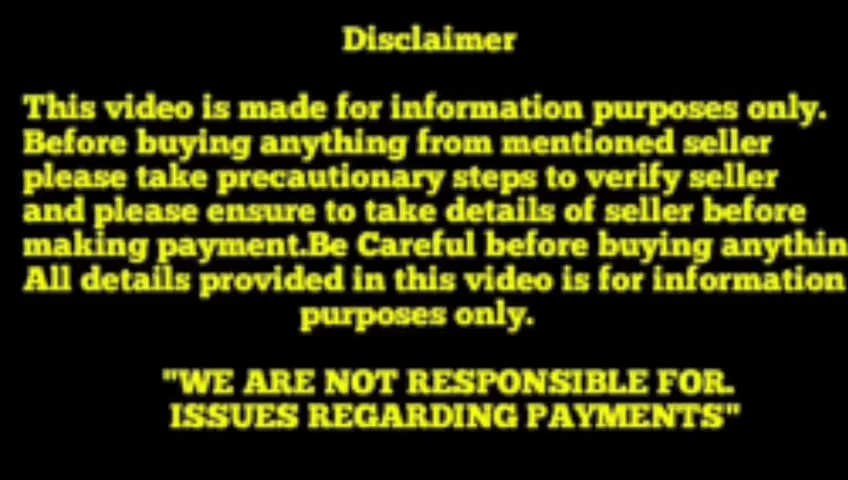 Disclaimer
This video is made for information purposes only.
Before buying anything from mentioned seller
please take precautionary steps to verify seller
and please ensure to take details of seller before
making payment.Be Careful before buying anythin
All details provided in this video is for information
purposes only.
"WE ARE NOT RESPONSIBLE FOR.
ISSUES REGARDING PAYMENTS"